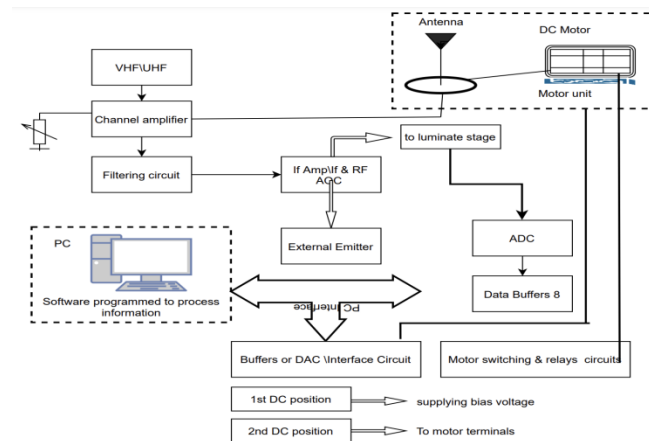 Antenna
DC Motor
VHF\UHF
Motor unit
Channel amplifier
to luminate stage
Filtering circuit
If Amp\If & RF
AGC
PC
External Emitter
ADC
Software programmed to process
information
PC Interface
Data Buffers 8
Buffers or DAC \Interface Circuit
Motor switching & relays circuits
1st DC position
supplying bias voltage
2nd DC position
To motor terminals